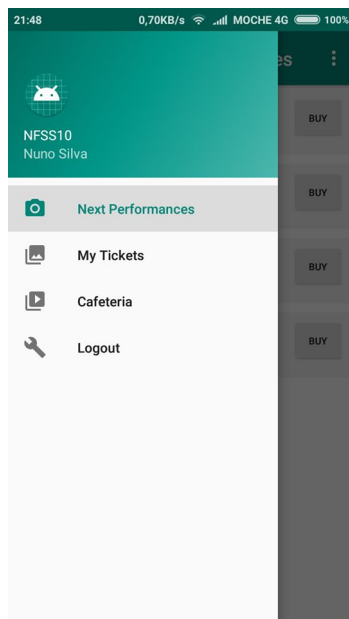 21:48 0,70KB/s MOCHE 4G 100%
es
NFSS10
Nuno Silva
BUY
Next Performances
BUY
My Tickets
BUY
Cafeteria
Logout
BUY